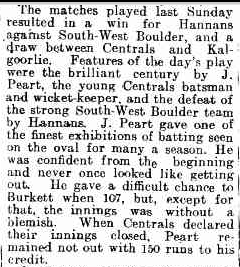 The matches played last Sunday
resulted in a win for Hannans
against South-West Boulder, and a
draw between Centrals and Kal-
goorlie. Features of the day's play
were the brilliant century by J.
Peart, the young Centrals batsman
and wicket-keeper, and the defeat of
the strong South-West Boulder team
by Hannans. J. Peart gave one of
the finest exhibitions of batting seen
on the oval for many a season. He
was confident from the beginning
and never once looked like getting
out. He gave a difficult chance to
Burkett when 107, but, except for
that, the innings was without a
blemish. When Centrals declared
their innings closed, Peart re-
mained not out with 150 runs to his
credit.